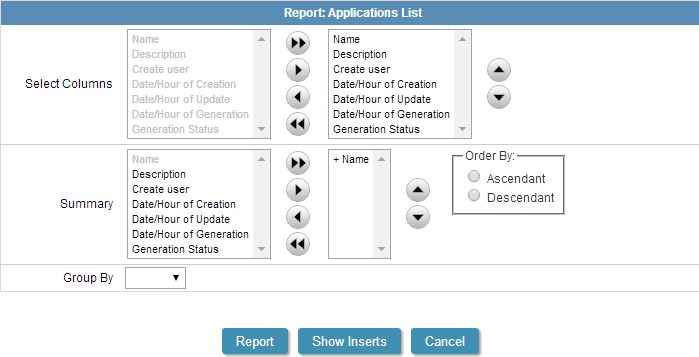 Report: Applications List
Select Columns
Name
Description
Create user
Date/Hour of Creation
Date/Hour of Update
Date/Hour of Generation
Generation Status
Name
Description
Create user
Date/Hour of Creation
Date/Hour of Update
Date/Hour of Generation
Generation Status
Summary
Name
Description
Create user
Date/Hour of Creation
Date/Hour of Update
Date/Hour of Generation
Generation Status
+ Name
Order By:
Ascendant
Descendant
Group By
Report
Show Inserts
Cancel